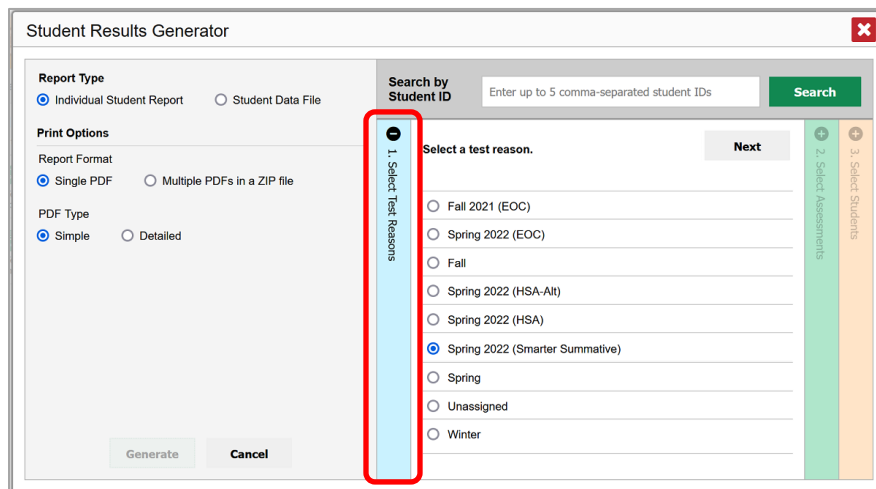 Student Results Generator
Report Type
Individual Student Report
Student Data File
Print Options
Report Format
Single PDF
Multiple PDFs in a ZIP file
PDF Type
Simple
Detailed
Generate
Cancel
Search by
Student ID
Enter up to 5 comma-separated student IDs
Search
1. Select Test Reasons
Select a test reason.
Next
Fall 2021 (EOC)
Spring 2022 (EOC)
Fall
Spring 2022 (HSA-Alt)
Spring 2022 (HSA)
Spring 2022 (Smarter Summative)
Spring
Unassigned
Winter
2. Select Assessments
3. Select Students